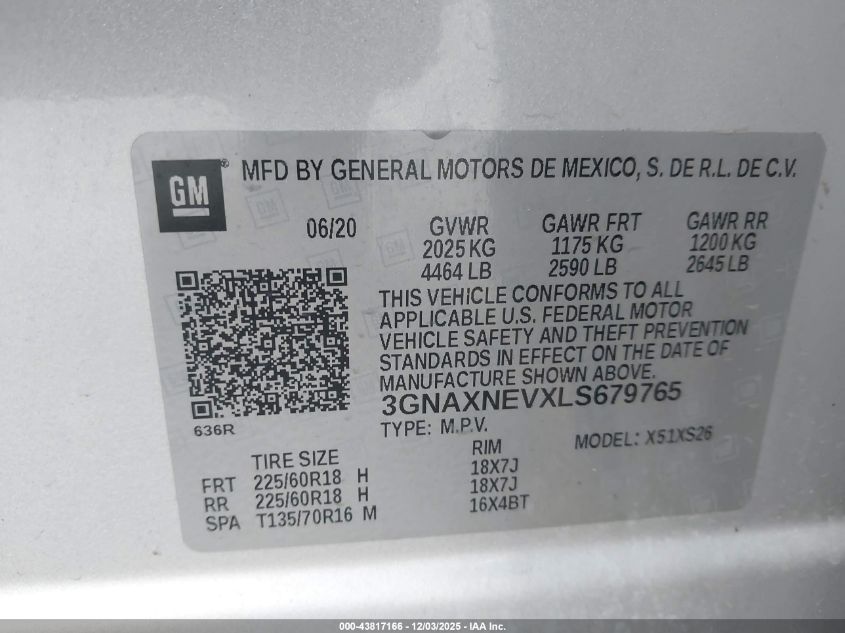 GM® MFD BY GENERAL MOTORS DE MEXICO, S. DE R.L. DE C.V.
06/20 GVWR GAWR FRT GAWR RR
2025 KG 1175 KG 1200 KG
4464 LB 2590 LB 2645 LB
THIS VEHICLE CONFORMS TO ALL
APPLICABLE U.S. FEDERAL MOTOR
VEHICLE SAFETY AND THEFT PREVENTION
STANDARDS IN EFFECT ON THE DATE OF
MANUFACTURE SHOWN ABOVE.
3GNAXNEVXLS679765
636R
TYPE: M.P.V. MODEL: X51XS26
TIRE SIZE RIM
FRT 225/60R18 H 18X7J
RR 225/60R18 H 18X7J
SPA T135/70R16 M 16X4BT
000-43817166 - 12/03/2025 - IAA Inc.